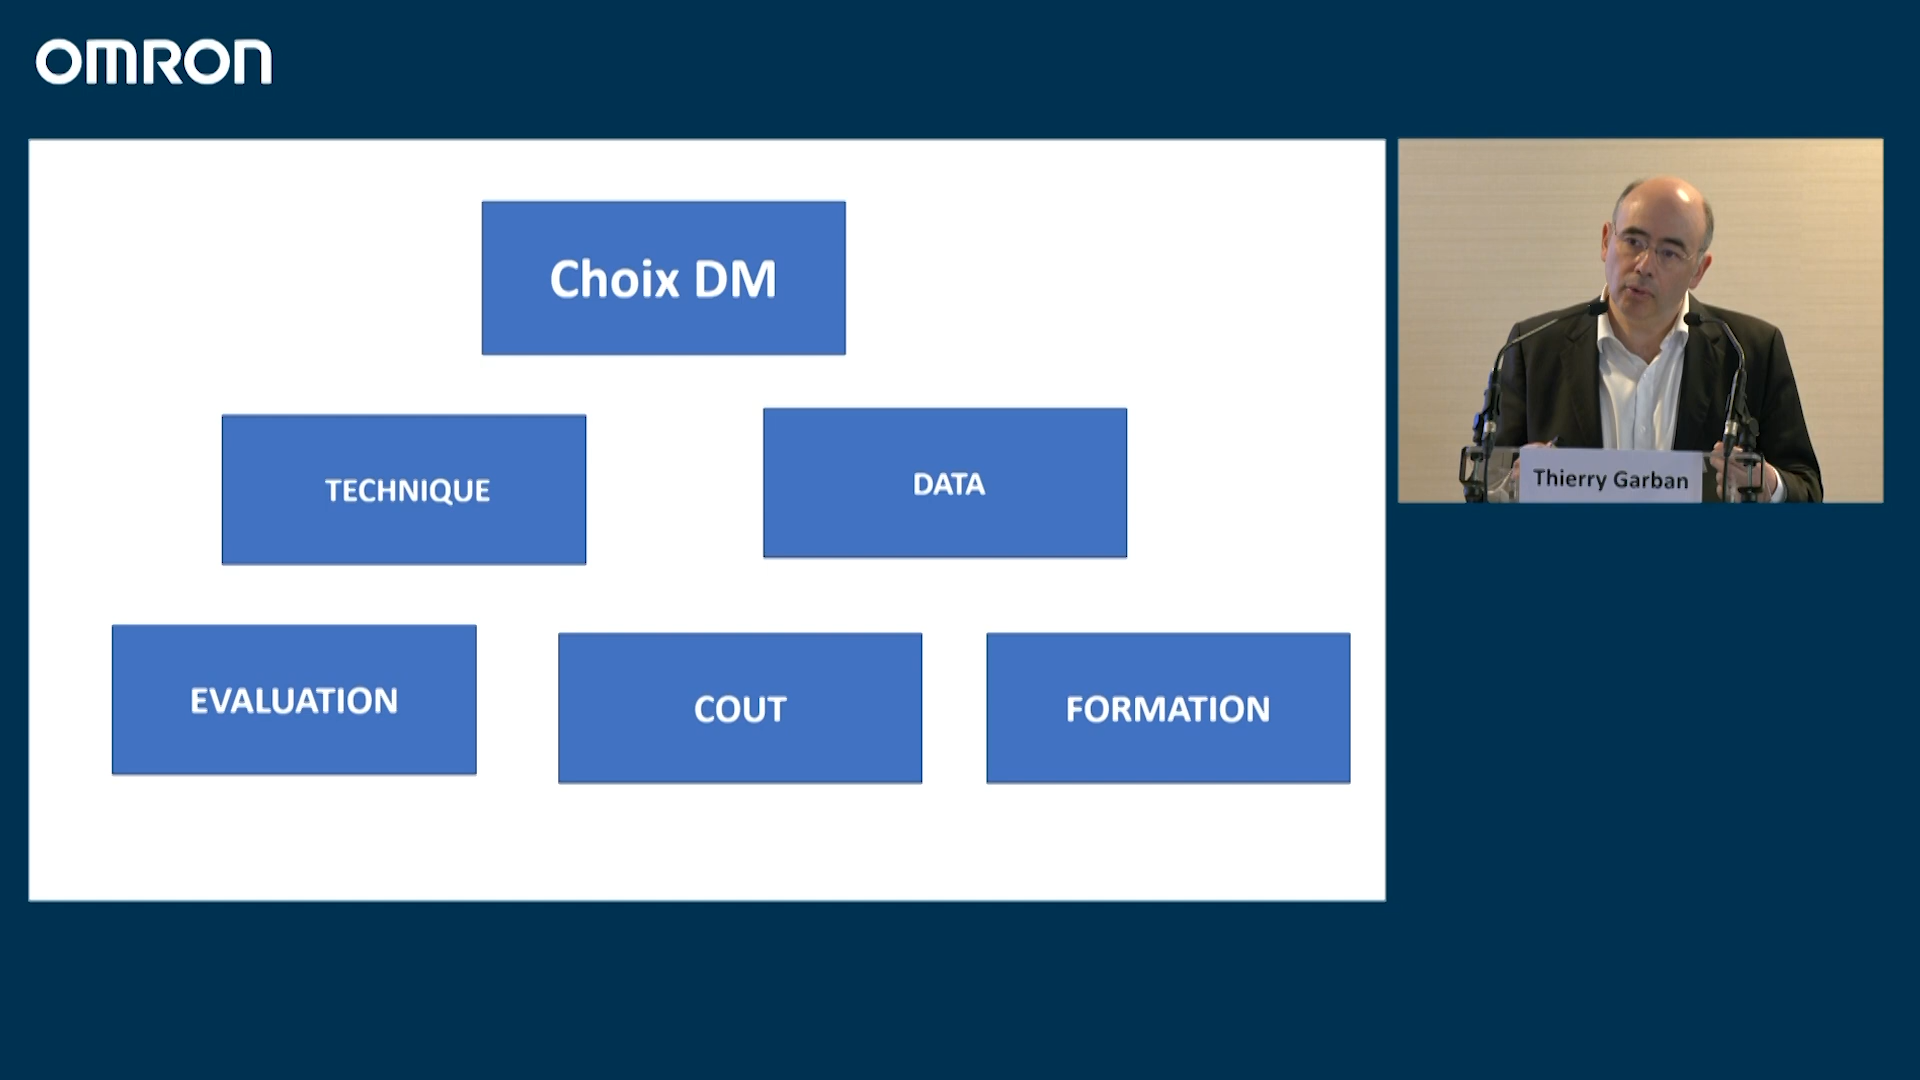 OMRON
Choix DM
TECHNIQUE
DATA
EVALUATION
COUT
FORMATION
Thierry Garban